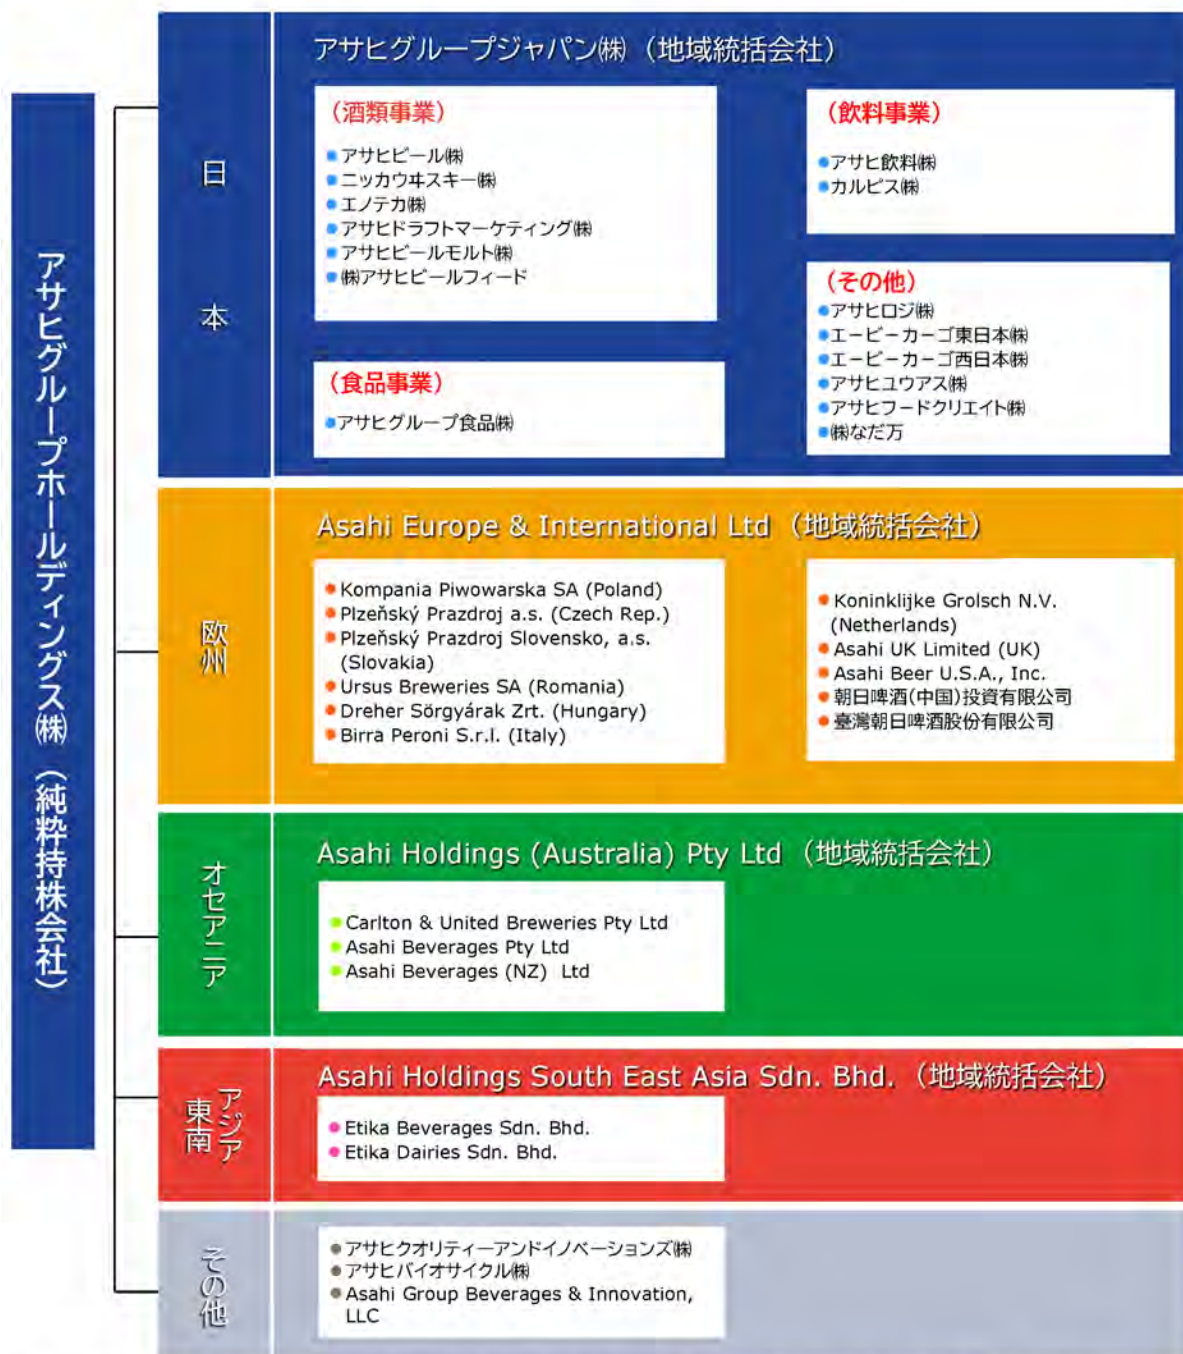 アサヒグループホールディングス㈱（純粋持株会社）
日本
アサヒグループジャパン㈱（地域統括会社）
（酒類事業）
アサヒビール㈱
ニッカウヰスキー㈱
エノテカ㈱
アサヒドラフトマーケティング㈱
アサヒビールモルト㈱
㈱アサヒビールフィード
（飲料事業）
アサヒ飲料㈱
カルピス㈱
（食品事業）
アサヒグループ食品㈱
（その他）
アサヒロジ㈱
エービーカーゴ東日本㈱
エービーカーゴ西日本㈱
アサヒユウアス㈱
アサヒフードクリエイト㈱
㈱なだ万
欧州
Asahi Europe & International Ltd（地域統括会社）
Kompania Piwowarska SA (Poland)
Plzeňský Prazdroj a.s. (Czech Rep.)
Plzeňský Prazdroj Slovensko, a.s.
(Slovakia)
Ursus Breweries SA (Romania)
Dreher Sörgyárak Zrt. (Hungary)
Birra Peroni S.r.l. (Italy)
Koninklijke Grolsch N.V.
(Netherlands)
Asahi UK Limited (UK)
Asahi Beer U.S.A., Inc.
朝日啤酒(中国)投資有限公司
臺灣朝日啤酒股份有限公司
オセアニア
Asahi Holdings (Australia) Pty Ltd（地域統括会社）
Carlton & United Breweries Pty Ltd
Asahi Beverages Pty Ltd
Asahi Beverages (NZ) Ltd
東南
アジア
Asahi Holdings South East Asia Sdn. Bhd.（地域統括会社）
Etika Beverages Sdn. Bhd.
Etika Dairies Sdn. Bhd.
その他
アサヒクオリティーアンドイノベーションズ㈱
アサヒバイオサイクル㈱
Asahi Group Beverages & Innovation,
LLC